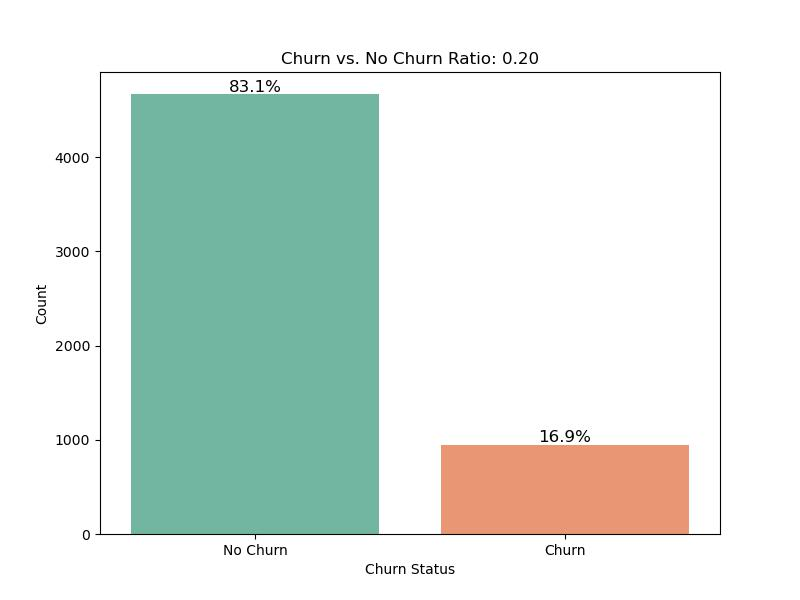 Churn vs. No Churn Ratio: 0.20
83.1%
16.9%
4000
3000
2000
1000
0
Count
No Churn
Churn
Churn Status